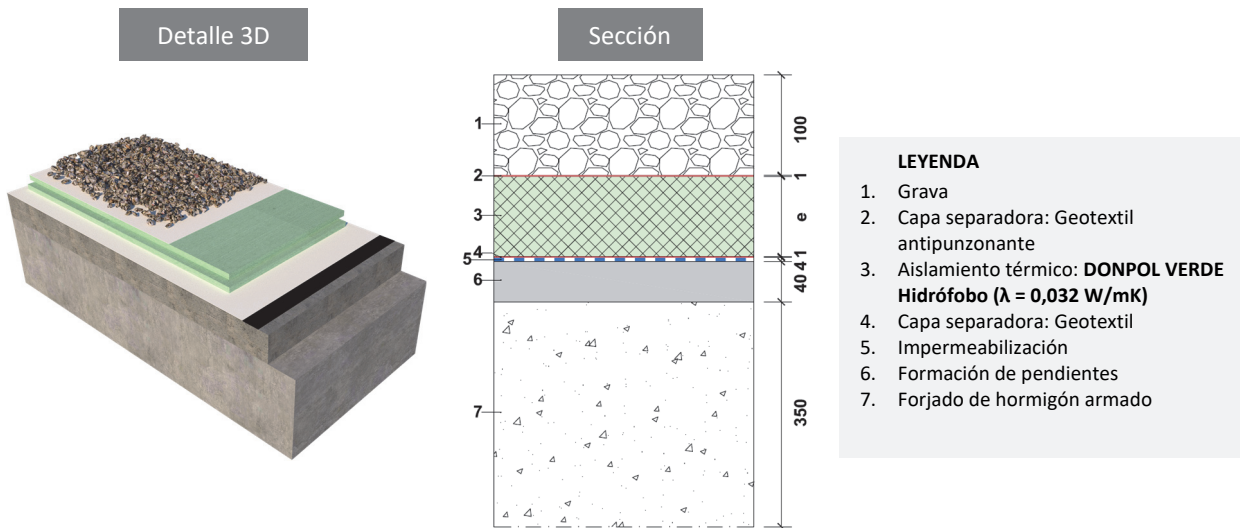 Detalle 3D
Sección
1
2
3
4
5
6
7
100
1
e
1
4
40
350
LEYENDA
1. Grava
2. Capa separadora: Geotextil
antipunzonante
3. Aislamiento térmico: DONPOL VERDE
Hidrófobo (λ = 0,032 W/mK)
4. Capa separadora: Geotextil
5. Impermeabilización
6. Formación de pendientes
7. Forjado de hormigón armado